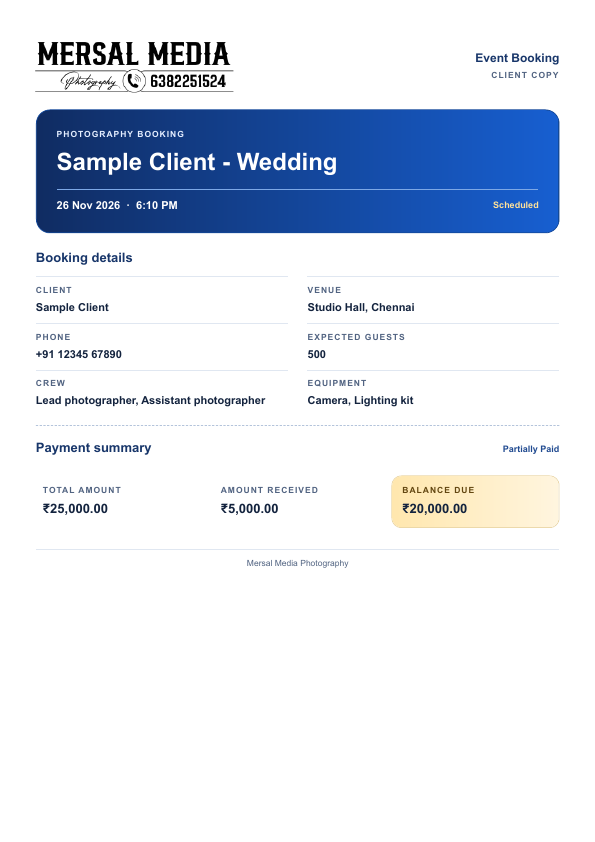 MERSAL MEDIA
Photography 6382251524
Event Booking
CLIENT COPY
PHOTOGRAPHY BOOKING
Sample Client - Wedding
26 Nov 2026 · 6:10 PM
Scheduled
Booking details
CLIENT
Sample Client
VENUE
Studio Hall, Chennai
PHONE
+91 12345 67890
EXPECTED GUESTS
500
CREW
Lead photographer, Assistant photographer
EQUIPMENT
Camera, Lighting kit
Payment summary
Partially Paid
TOTAL AMOUNT
₹25,000.00
AMOUNT RECEIVED
₹5,000.00
BALANCE DUE
₹20,000.00
Mersal Media Photography